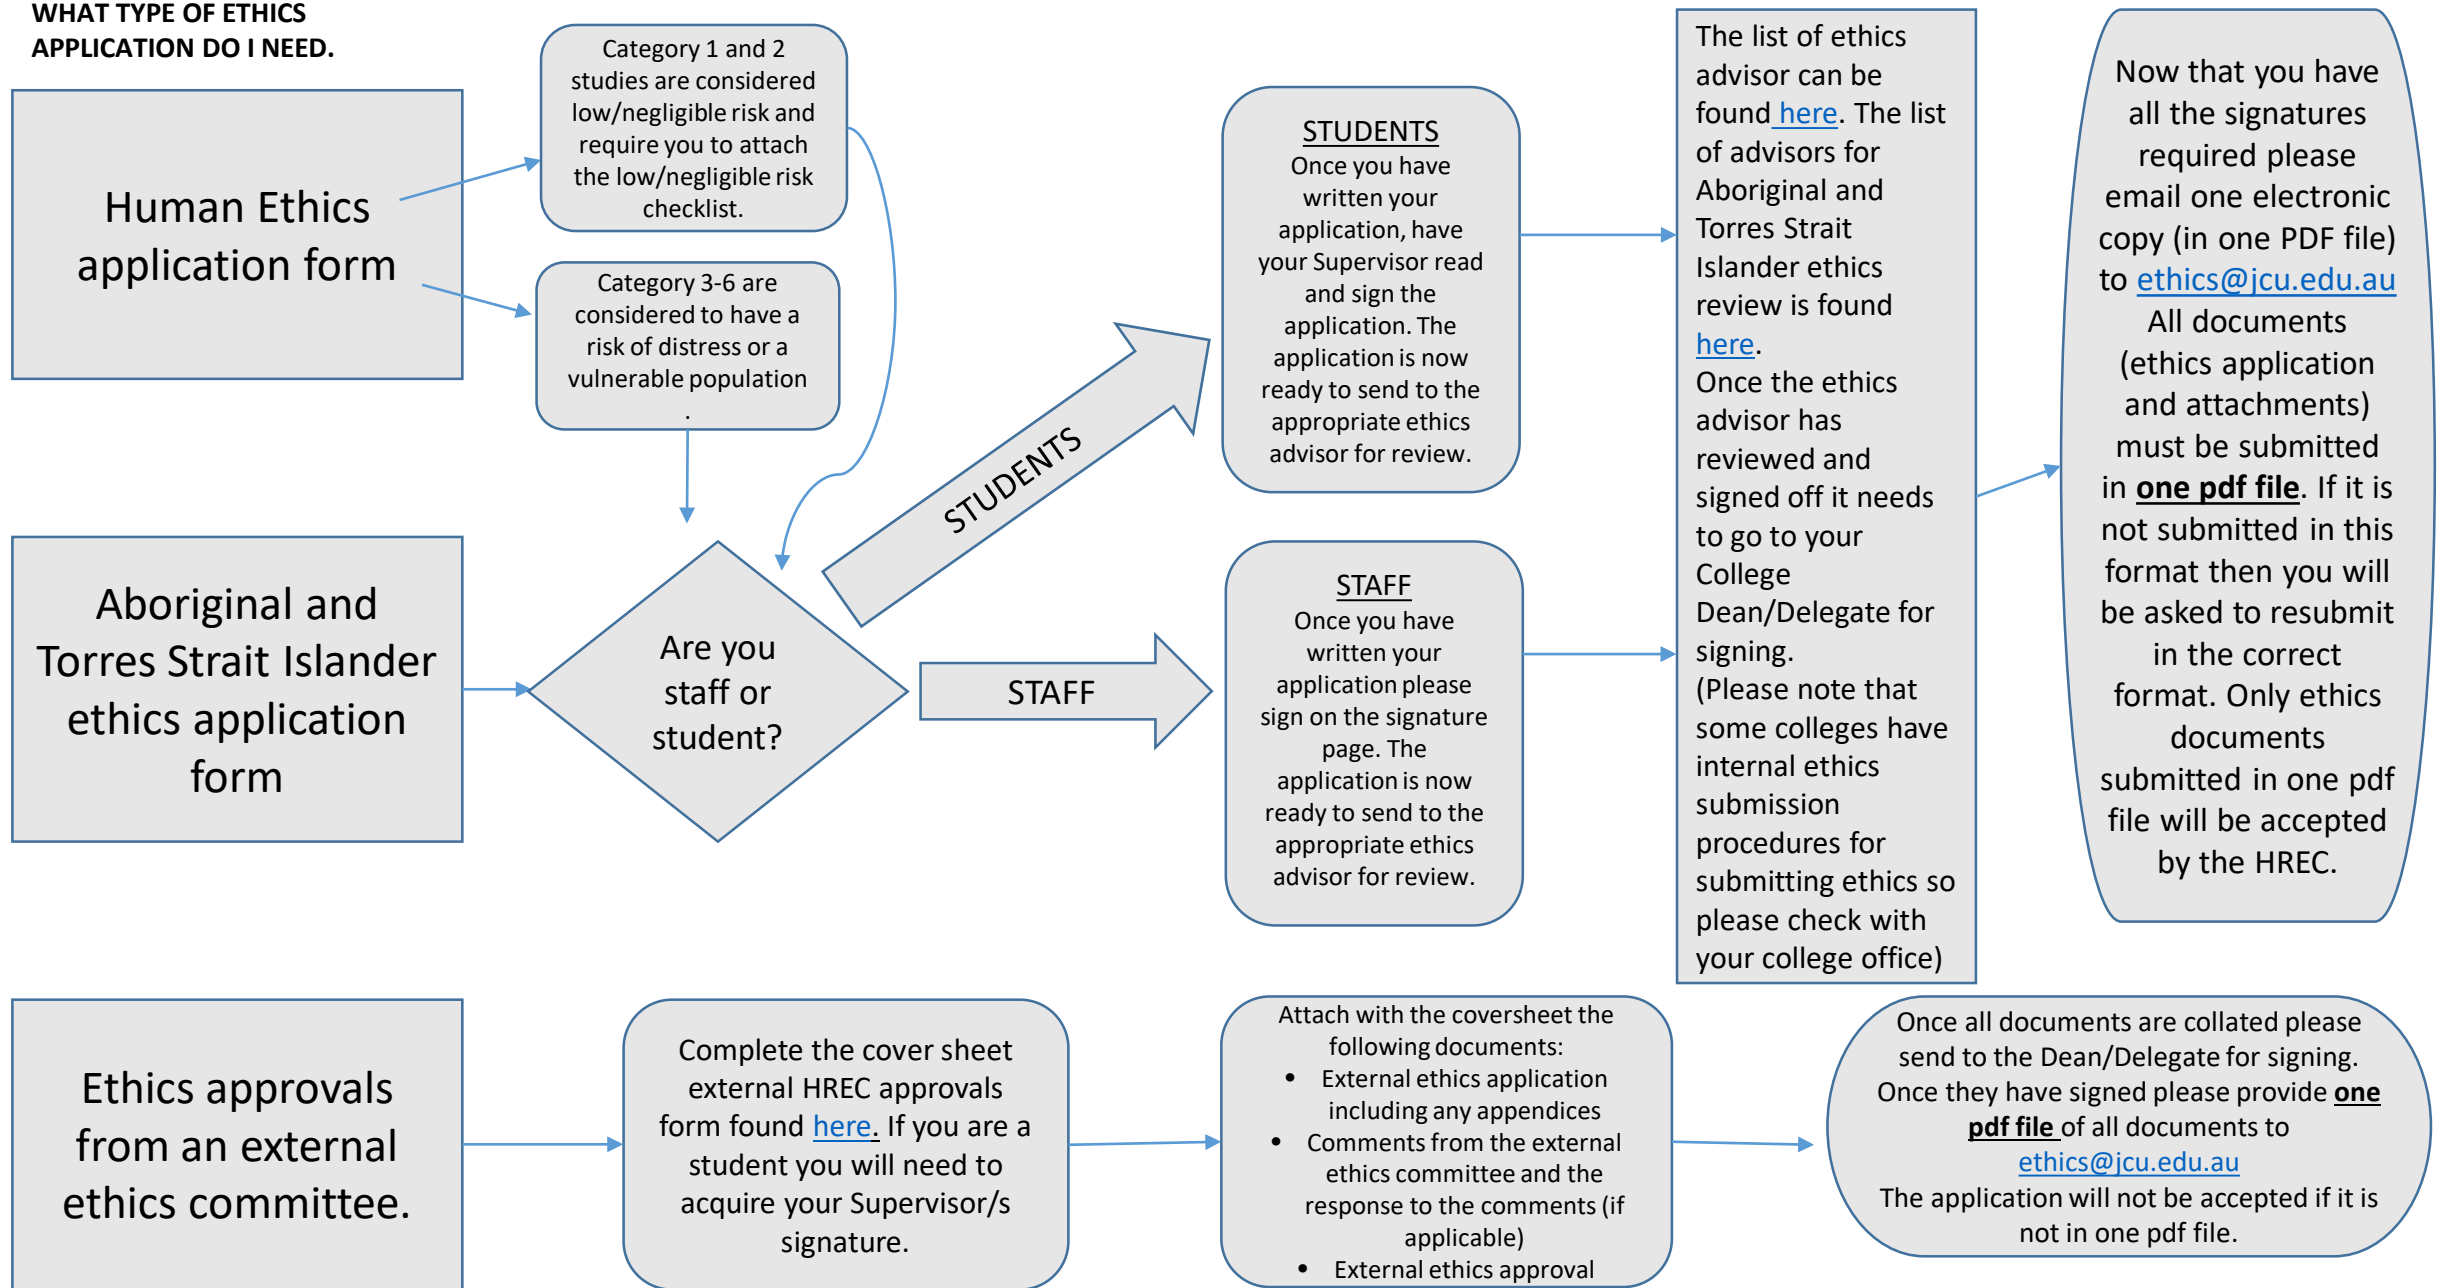 WHAT TYPE OF ETHICS
APPLICATION DO I NEED.
Human Ethics
application form
Category 1 and 2
studies are considered
low/negligible risk and
require you to attach
the low/negligible risk
checklist.
Category 3-6 are
considered to have a
risk of distress or a
vulnerable population
.
Aboriginal and
Torres Strait Islander
ethics application
form
Are you
staff or
student?
STUDENTS
STAFF
STUDENTS
Once you have
written your
application, have
your Supervisor read
and sign the
application. The
application is now
ready to send to the
appropriate ethics
advisor for review.
STAFF
Once you have
written your
application please
sign on the signature
page. The
application is now
ready to send to the
appropriate ethics
advisor for review.
The list of ethics
advisor can be
found here. The list
of advisors for
Aboriginal and
Torres Strait
Islander ethics
review is found
here.
Once the ethics
advisor has
reviewed and
signed off it needs
to go to your
College
Dean/Delegate for
signing.
(Please note that
some colleges have
internal ethics
submission
procedures for
submitting ethics so
please check with
your college office)
Now that you have
all the signatures
required please
email one electronic
copy (in one PDF file)
to ethics@jcu.edu.au
All documents
(ethics application
and attachments)
must be submitted
in one pdf file. If it is
not submitted in this
format then you will
be asked to resubmit
in the correct
format. Only ethics
documents
submitted in one pdf
file will be accepted
by the HREC.
Ethics approvals
from an external
ethics committee.
Complete the cover sheet
external HREC approvals
form found here. If you are a
student you will need to
acquire your Supervisor/s
signature.
Attach with the coversheet the
following documents:
• External ethics application
including any appendices
• Comments from the external
ethics committee and the
response to the comments (if
applicable)
• External ethics approval
Once all documents are collated please
send to the Dean/Delegate for signing.
Once they have signed please provide one
pdf file of all documents to
ethics@jcu.edu.au
The application will not be accepted if it is
not in one pdf file.